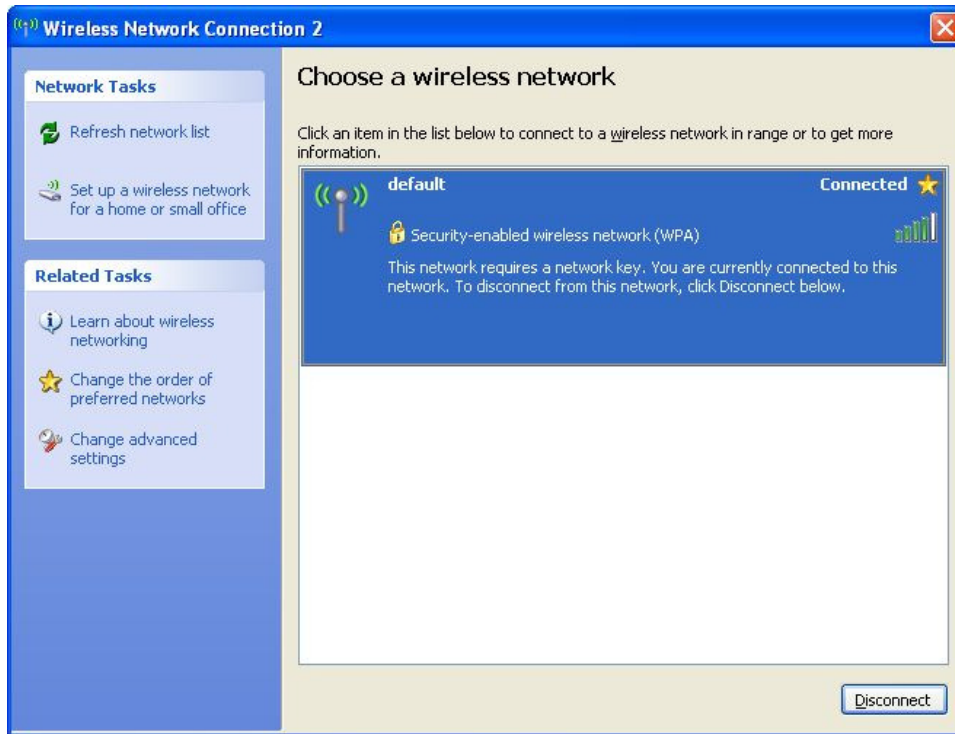 Wireless Network Connection 2
Network Tasks
Refresh network list
Set up a wireless network
for a home or small office
Related Tasks
Learn about wireless
networking
Change the order of
preferred networks
Change advanced
settings
Choose a wireless network
Click an item in the list below to connect to a wireless network in range or to get more
information.
default
Connected
Security-enabled wireless network (WPA)
This network requires a network key. You are currently connected to this
network. To disconnect from this network, click Disconnect below.
Disconnect